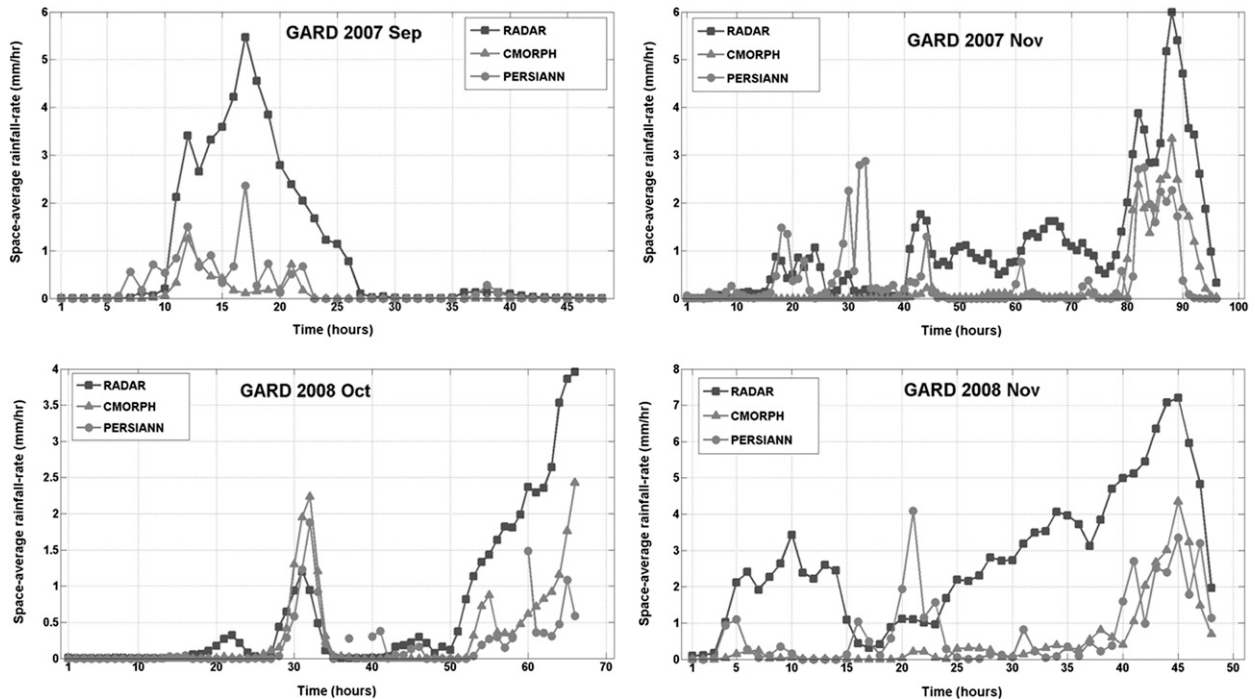 GARD 2007 Sep
RADAR
CMORPH
PERSIANN
Space-average rainfall-rate (mm/hr)
6
5
4
3
2
1
0
1 5 10 15 20 25 30 35 40 45
Time (hours)
GARD 2007 Nov
RADAR
CMORPH
PERSIANN
Space-average rainfall-rate (mm/hr)
6
5
4
3
2
1
0
1 10 20 30 40 50 60 70 80 90 100
Time (hours)
GARD 2008 Oct
RADAR
CMORPH
PERSIANN
Space-average rainfall-rate (mm/hr)
4
3.5
3
2.5
2
1.5
1
0.5
0
1 10 20 30 40 50 60 70
Time (hours)
GARD 2008 Nov
RADAR
CMORPH
PERSIANN
Space-average rainfall-rate (mm/hr)
8
7
6
5
4
3
2
1
0
1 5 10 15 20 25 30 35 40 45 50
Time (hours)